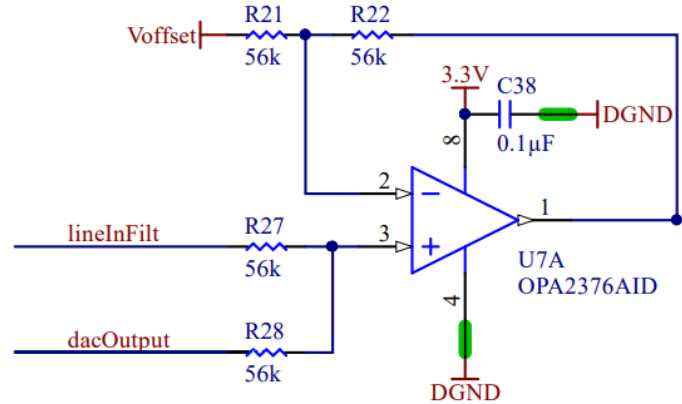 R21
R22
Voffset
56k
56k
3.3V
C38
DGND
0.1µF
8
2
1
lineInFilt
R27
3
56k
U7A
OPA2376AID
4
dacOutput
R28
56k
DGND